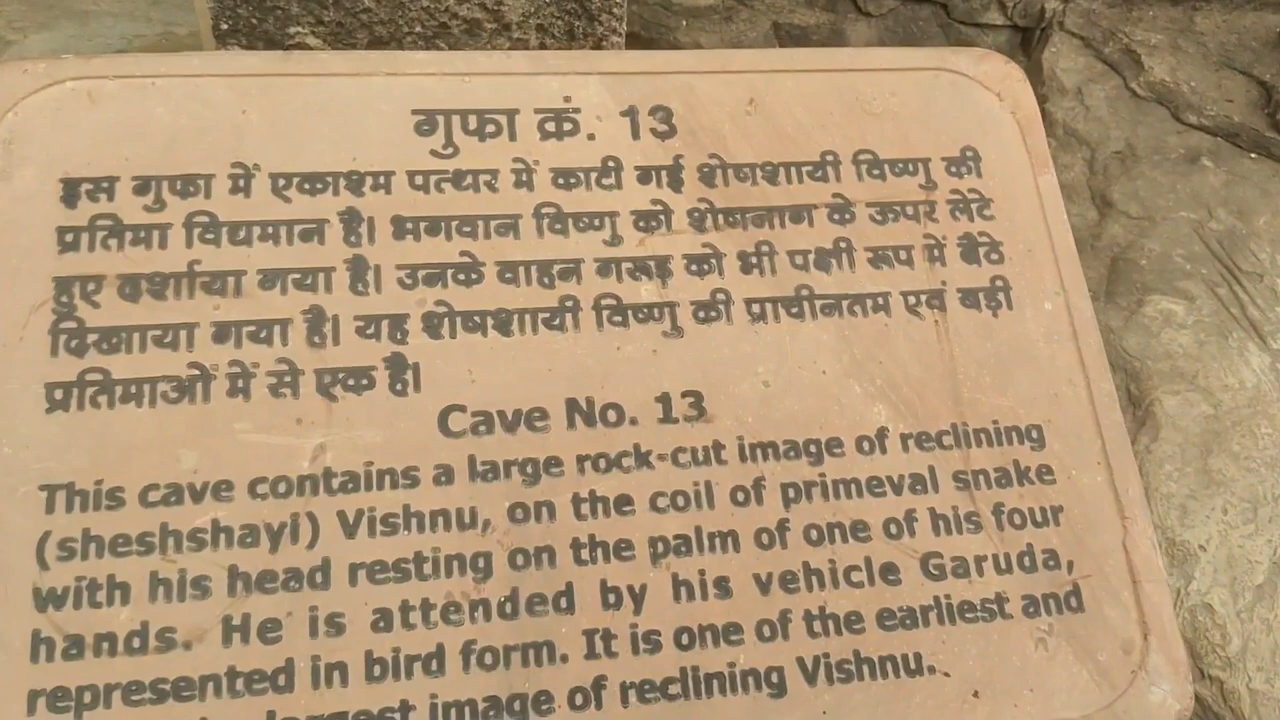 गुफा क्रं. 13
इस गुफा में एकाश्म पत्थर में काटी गई शेषशायी विष्णु की
प्रतिमा विद्यमान है। भगवान विष्णु को शेषनाग के ऊपर लेटे
हुए दर्शाया गया है। उनके वाहन गरूड़ को भी पक्षी रूप में बैठे
दिखाया गया है। यह शेषशायी विष्णु की प्राचीनतम एवं बड़ी
प्रतिमाओं में से एक है।
Cave No. 13
This cave contains a large rock-cut image of reclining
(sheshshayi) Vishnu, on the coil of primeval snake
with his head resting on the palm of one of his four
hands. He is attended by his vehicle Garuda,
represented in bird form. It is one of the earliest and
largest image of reclining Vishnu.